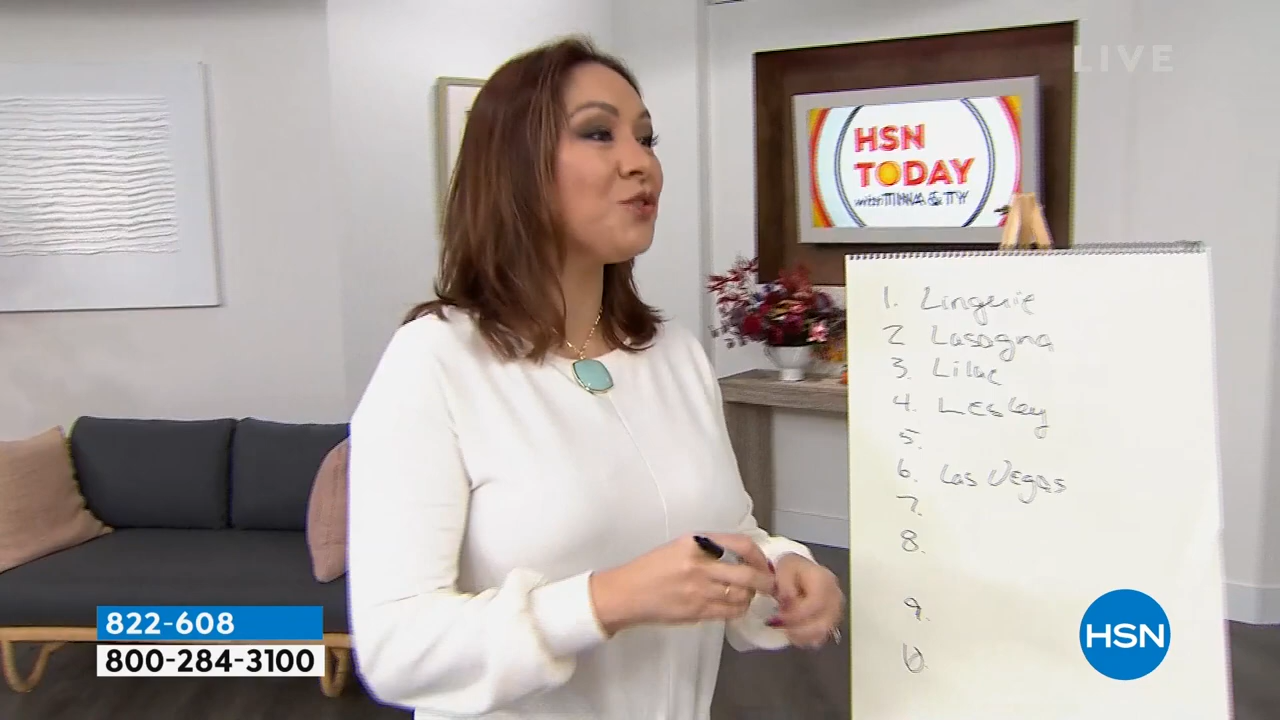 LIVE
HSN
TODAY
with TINA & TY
1. Lingerie
2 Lasagna
3. Lilac
4. Lesley
5.
6. Las Vegas
7.
8.
9.
10.
822-608
800-284-3100
HSN